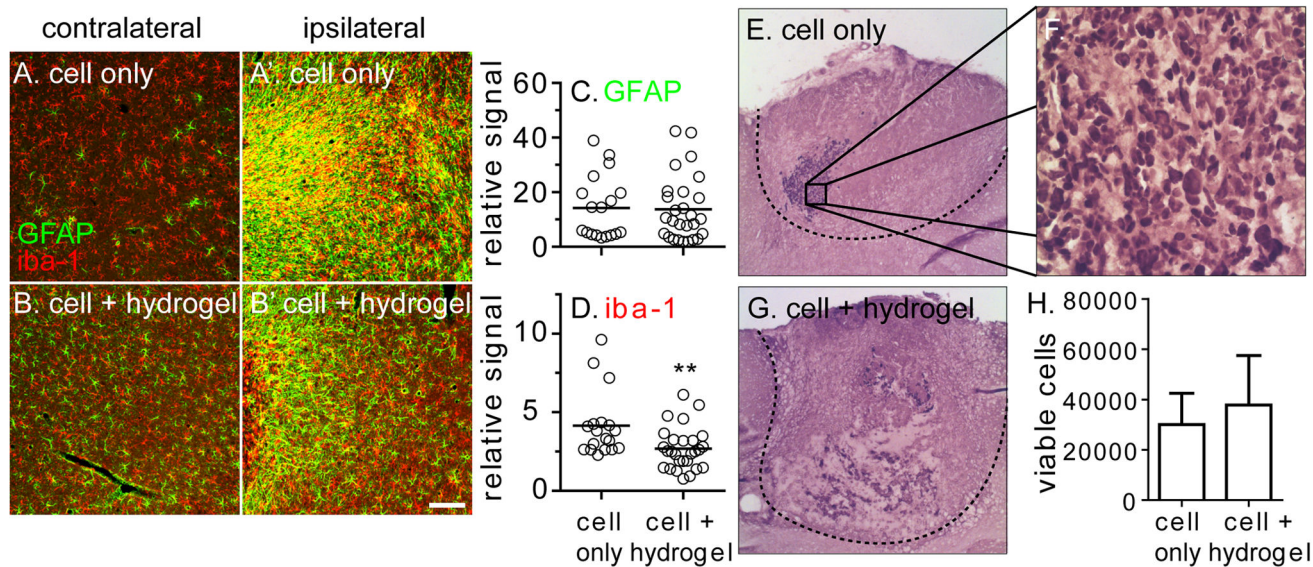 contralateral
ipsilateral
A. cell only
GFAP
iba-1
A'. cell only
B. cell + hydrogel
B' cell + hydrogel
C. GFAP
relative signal
60
40
20
0
D. iba-1
relative signal
10
5
0
**
cell only
cell + hydrogel
E. cell only
F.
G. cell + hydrogel
H.
viable cells
80000
60000
40000
20000
0
cell only
cell + hydrogel